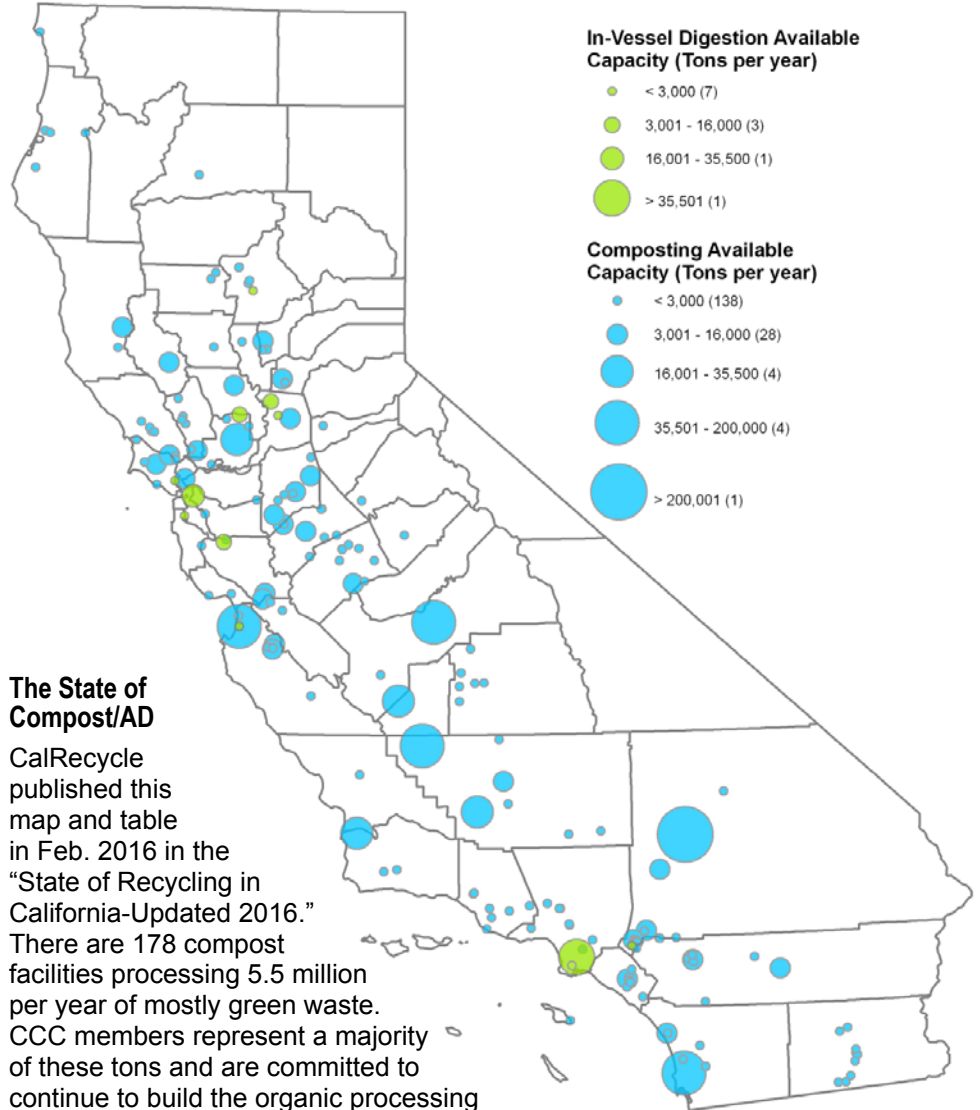 In-Vessel Digestion Available
Capacity (Tons per year)
< 3,000 (7)
3,001 - 16,000 (3)
16,001 - 35,500 (1)
> 35,501 (1)
Composting Available
Capacity (Tons per year)
< 3,000 (138)
3,001 - 16,000 (28)
16,001 - 35,500 (4)
35,501 - 200,000 (4)
> 200,001 (1)
The State of
Compost/AD
CalRecycle
published this
map and table
in Feb. 2016 in the
“State of Recycling in
California-Updated 2016.”
There are 178 compost
facilities processing 5.5 million
per year of mostly green waste.
CCC members represent a majority
of these tons and are committed to
continue to build the organic processing